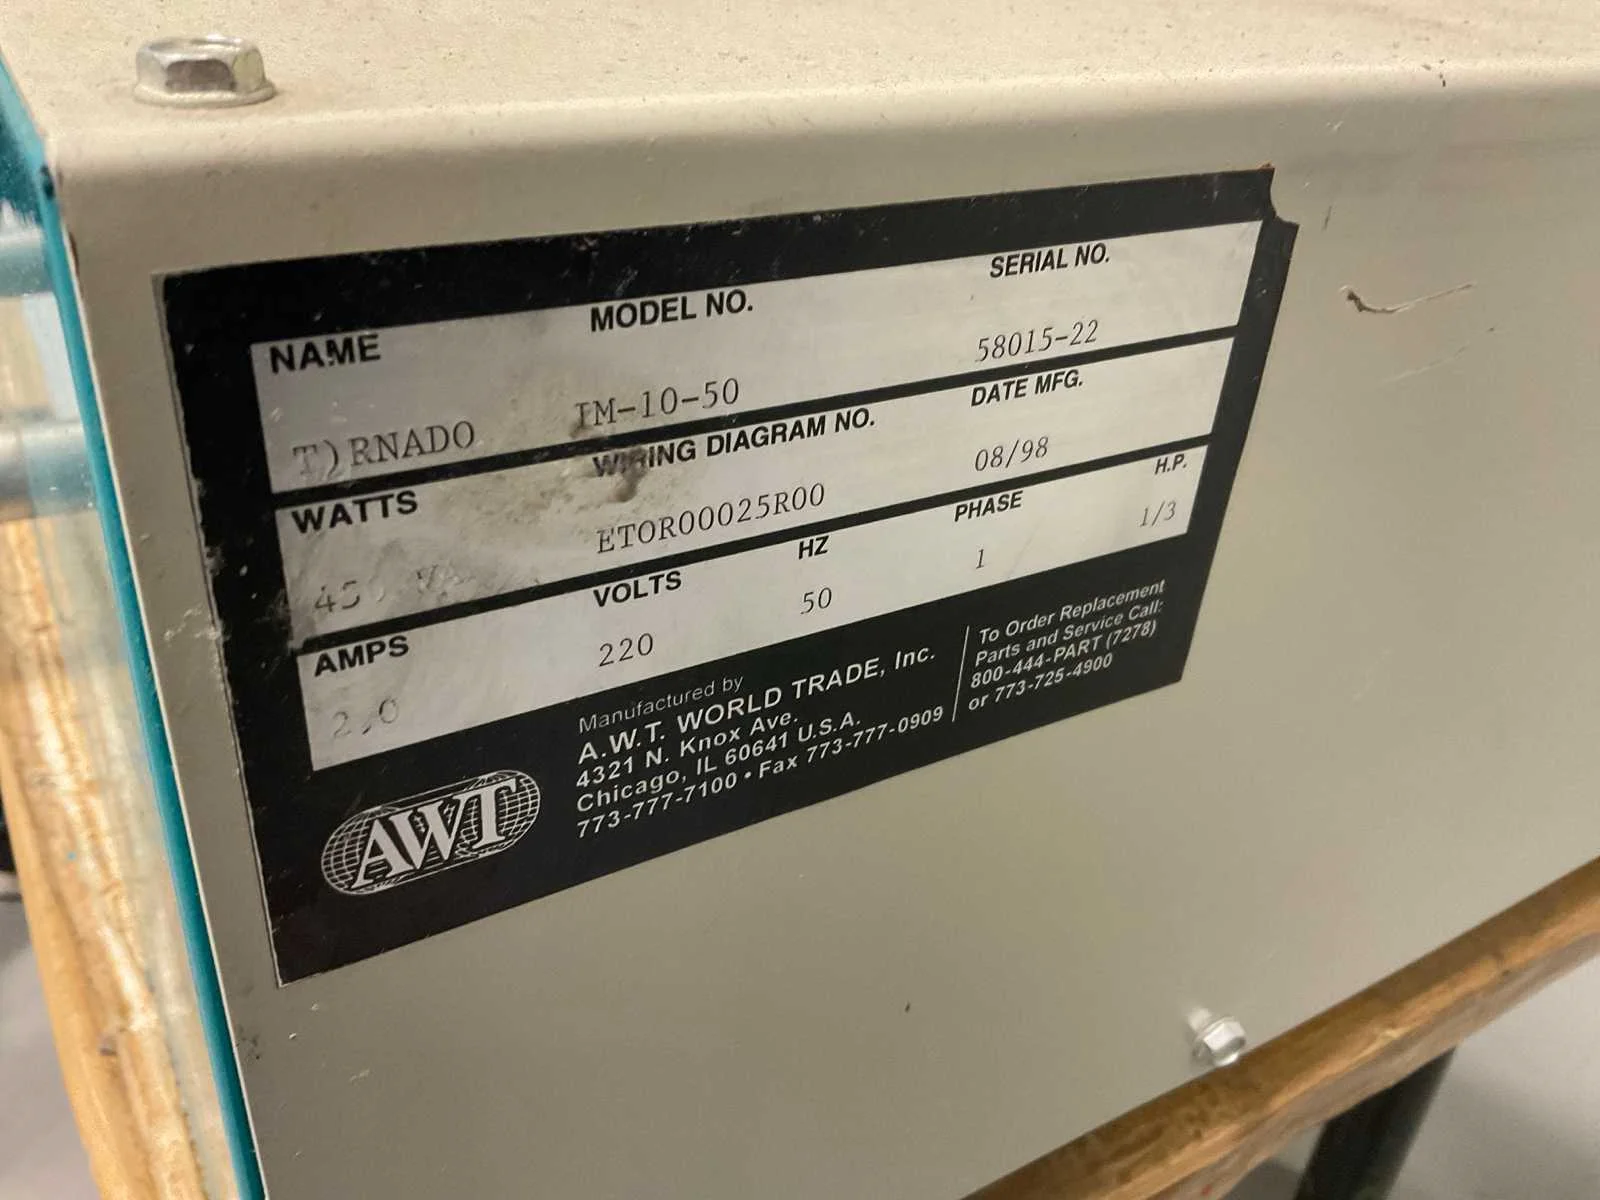 NAME MODEL NO. SERIAL NO.
TORNADO -10-50 58015-22
WATTS WIRING DIAGRAM NO. DATE MFG.
ETOR00025R00 08/98
AMPS VOLTS HZ PHASE H.P.
2.0 220 50 1 1/3
Manufactured by
A.W.T. WORLD TRADE, Inc.
4321 N. Knox Ave.
Chicago, IL 60641 U.S.A.
773-777-7100 • Fax 773-777-0909
To Order Replacement
Parts and Service Call:
800-444-PART (7278)
or 773-725-4900
AWT